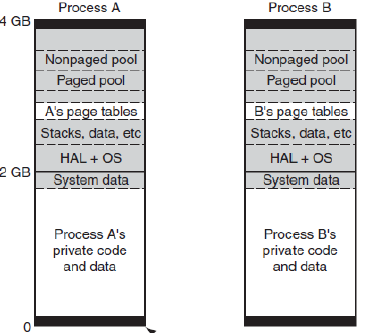 Process A
Process B
4 GB
Nonpaged pool
Nonpaged pool
Paged pool
Paged pool
A's page tables
B's page tables
Stacks, data, etc
Stacks, data, etc
HAL + OS
HAL + OS
2 GB
System data
System data
Process A's
private code
and data
Process B's
private code
and data
0